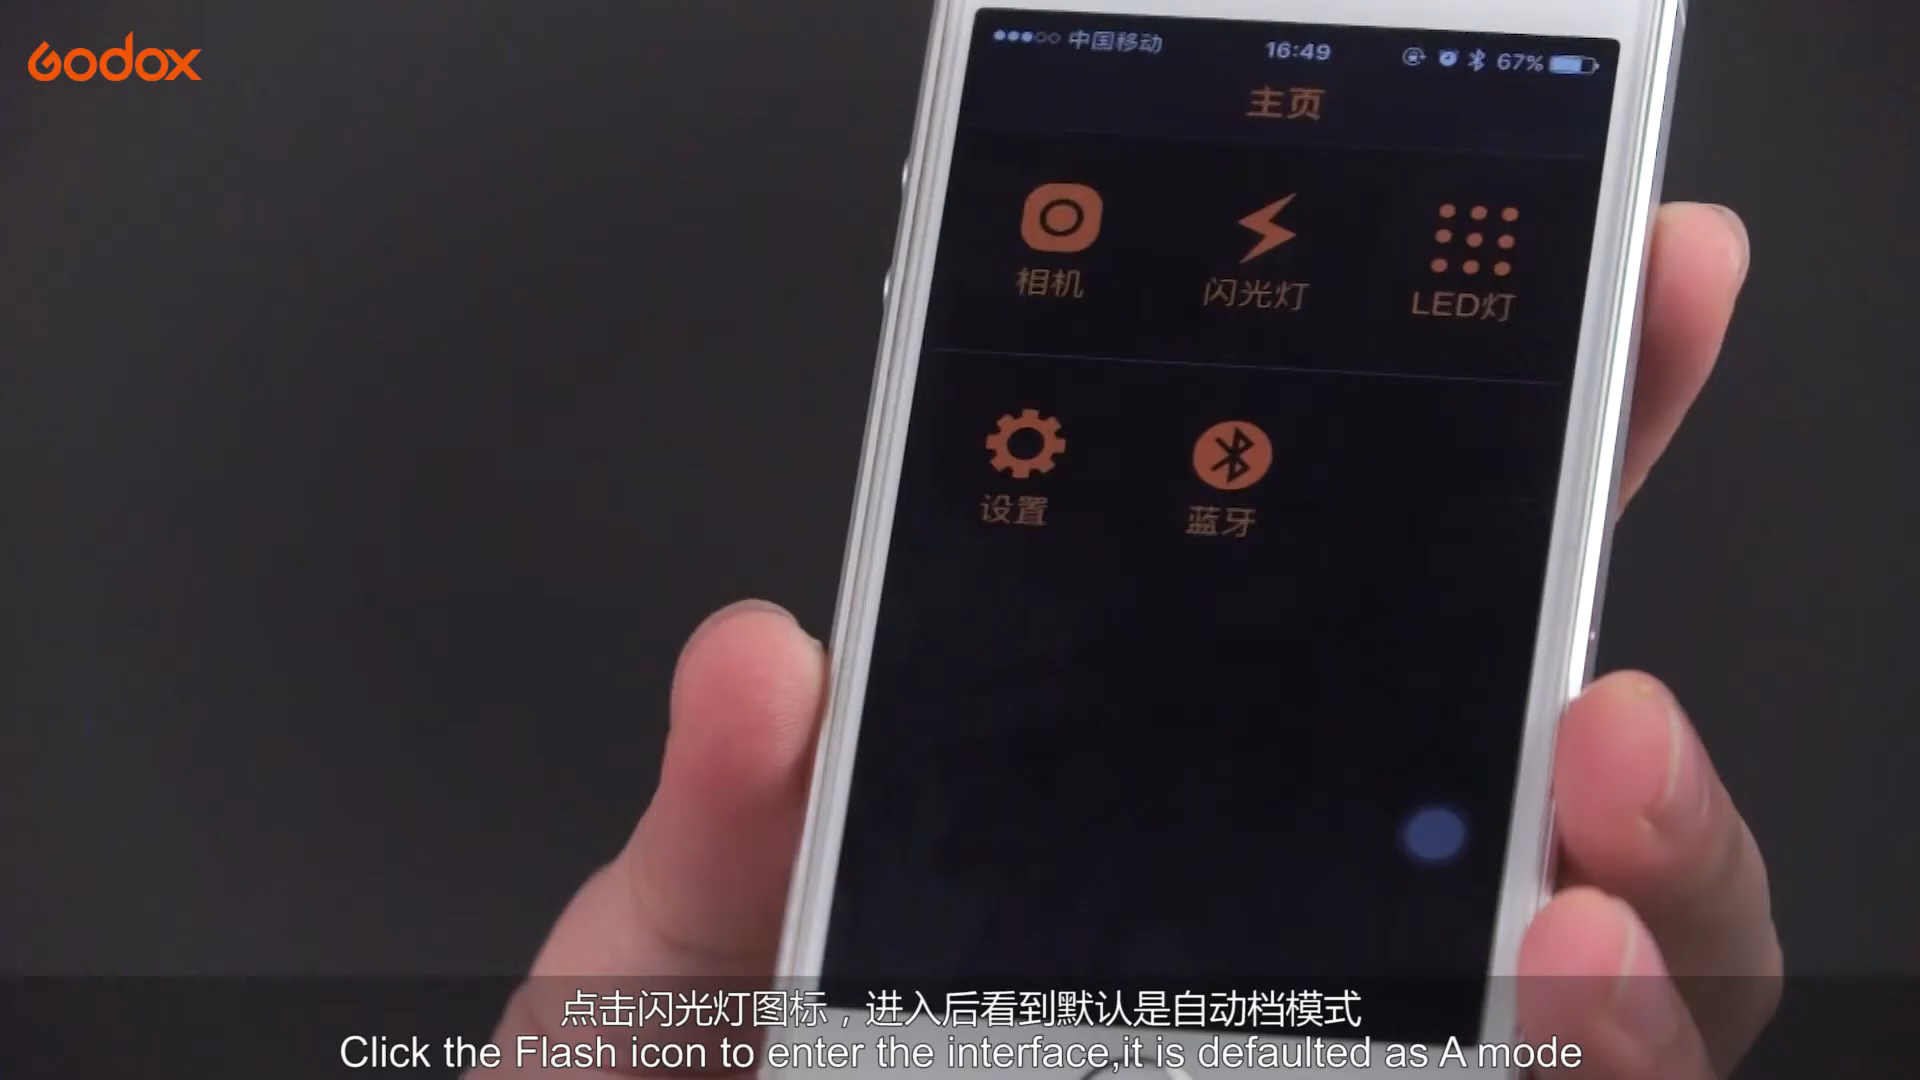 Godox
中国移动 16:49 67%
主页
相机 闪光灯 LED灯
设置 蓝牙
点击闪光灯图标，进入后看到默认是自动档模式
Click the Flash icon to enter the interface,it is defaulted as A mode